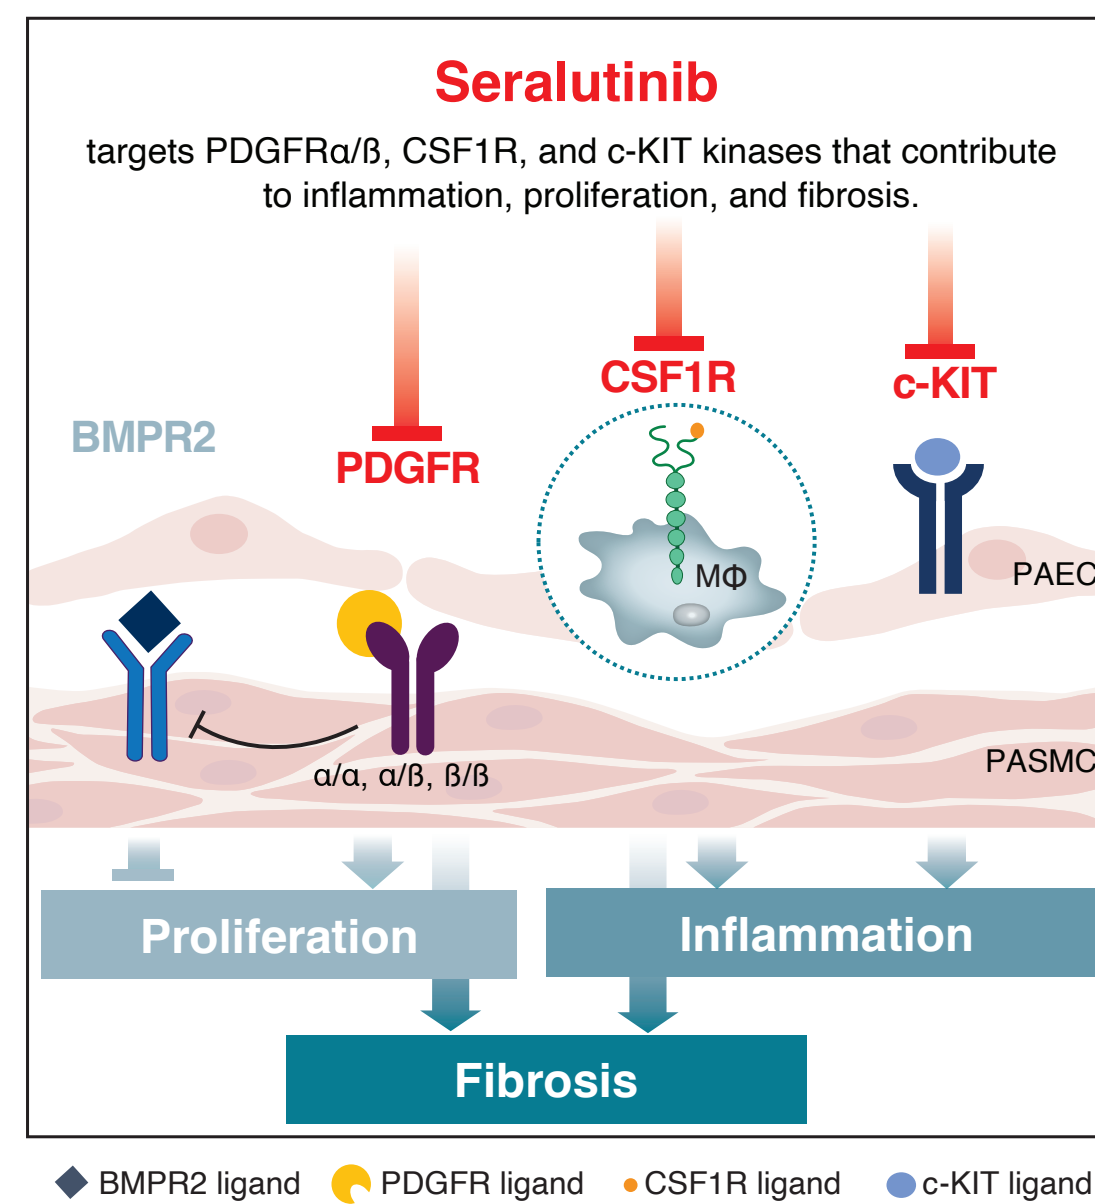 Seralutinib
targets PDGFRα/ß, CSF1R, and c-KIT kinases that contribute
to inflammation, proliferation, and fibrosis.
CSF1R
c-KIT
BMPR2
PDGFR
MΦ
PAEC
PASMC
α/α, α/ß, ß/ß
Proliferation
Inflammation
Fibrosis
BMPR2 ligand
PDGFR ligand
CSF1R ligand
c-KIT ligand